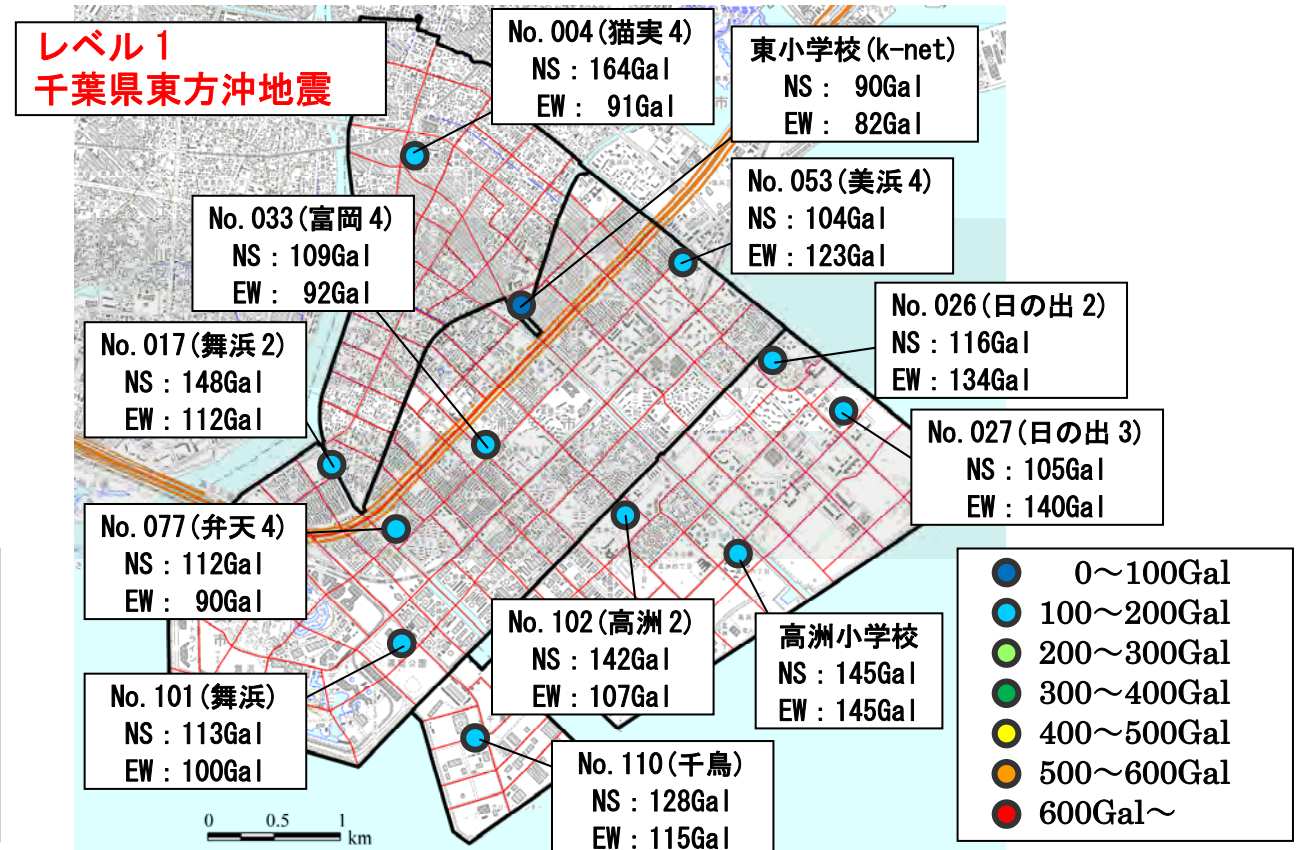 レベル1
千葉県東方沖地震
No.004(猫実4)
NS：164Gal
EW： 91Gal
東小学校(k-net)
NS： 90Gal
EW： 82Gal
No.053(美浜4)
NS：104Gal
EW：123Gal
No.033(富岡4)
NS：109Gal
EW： 92Gal
No.026(日の出2)
NS：116Gal
EW：134Gal
No.017(舞浜2)
NS：148Gal
EW：112Gal
No.027(日の出3)
NS：105Gal
EW：140Gal
No.077(弁天4)
NS：112Gal
EW： 90Gal
No.102(高洲2)
NS：142Gal
EW：107Gal
高洲小学校
NS：145Gal
EW：145Gal
No.101(舞浜)
NS：113Gal
EW：100Gal
No.110(千鳥)
NS：128Gal
EW：115Gal
0～100Gal
100～200Gal
200～300Gal
300～400Gal
400～500Gal
500～600Gal
600Gal～
0 0.5 1
km